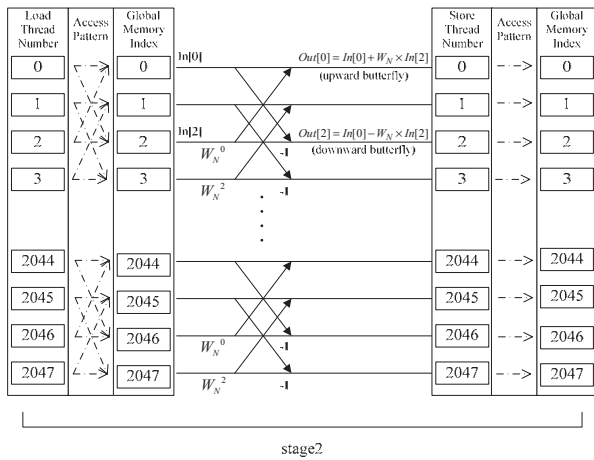 Load Thread Number
Access Pattern
Global Memory Index
Store Thread Number
Access Pattern
Global Memory Index
0 0 In[0] Out[0] = In[0] + W_N × In[2] 0 0
(upward butterfly)
1 1 1 1
2 2 In[2] Out[2] = In[0] − W_N × In[2] 2 2
W_N^0 -1 (downward butterfly)
3 3 3 3
W_N^2 -1
2044 2044 2044 2044
2045 2045 2045 2045
2046 2046 2046 2046
W_N^0 -1
2047 2047 2047 2047
W_N^2 -1
stage2